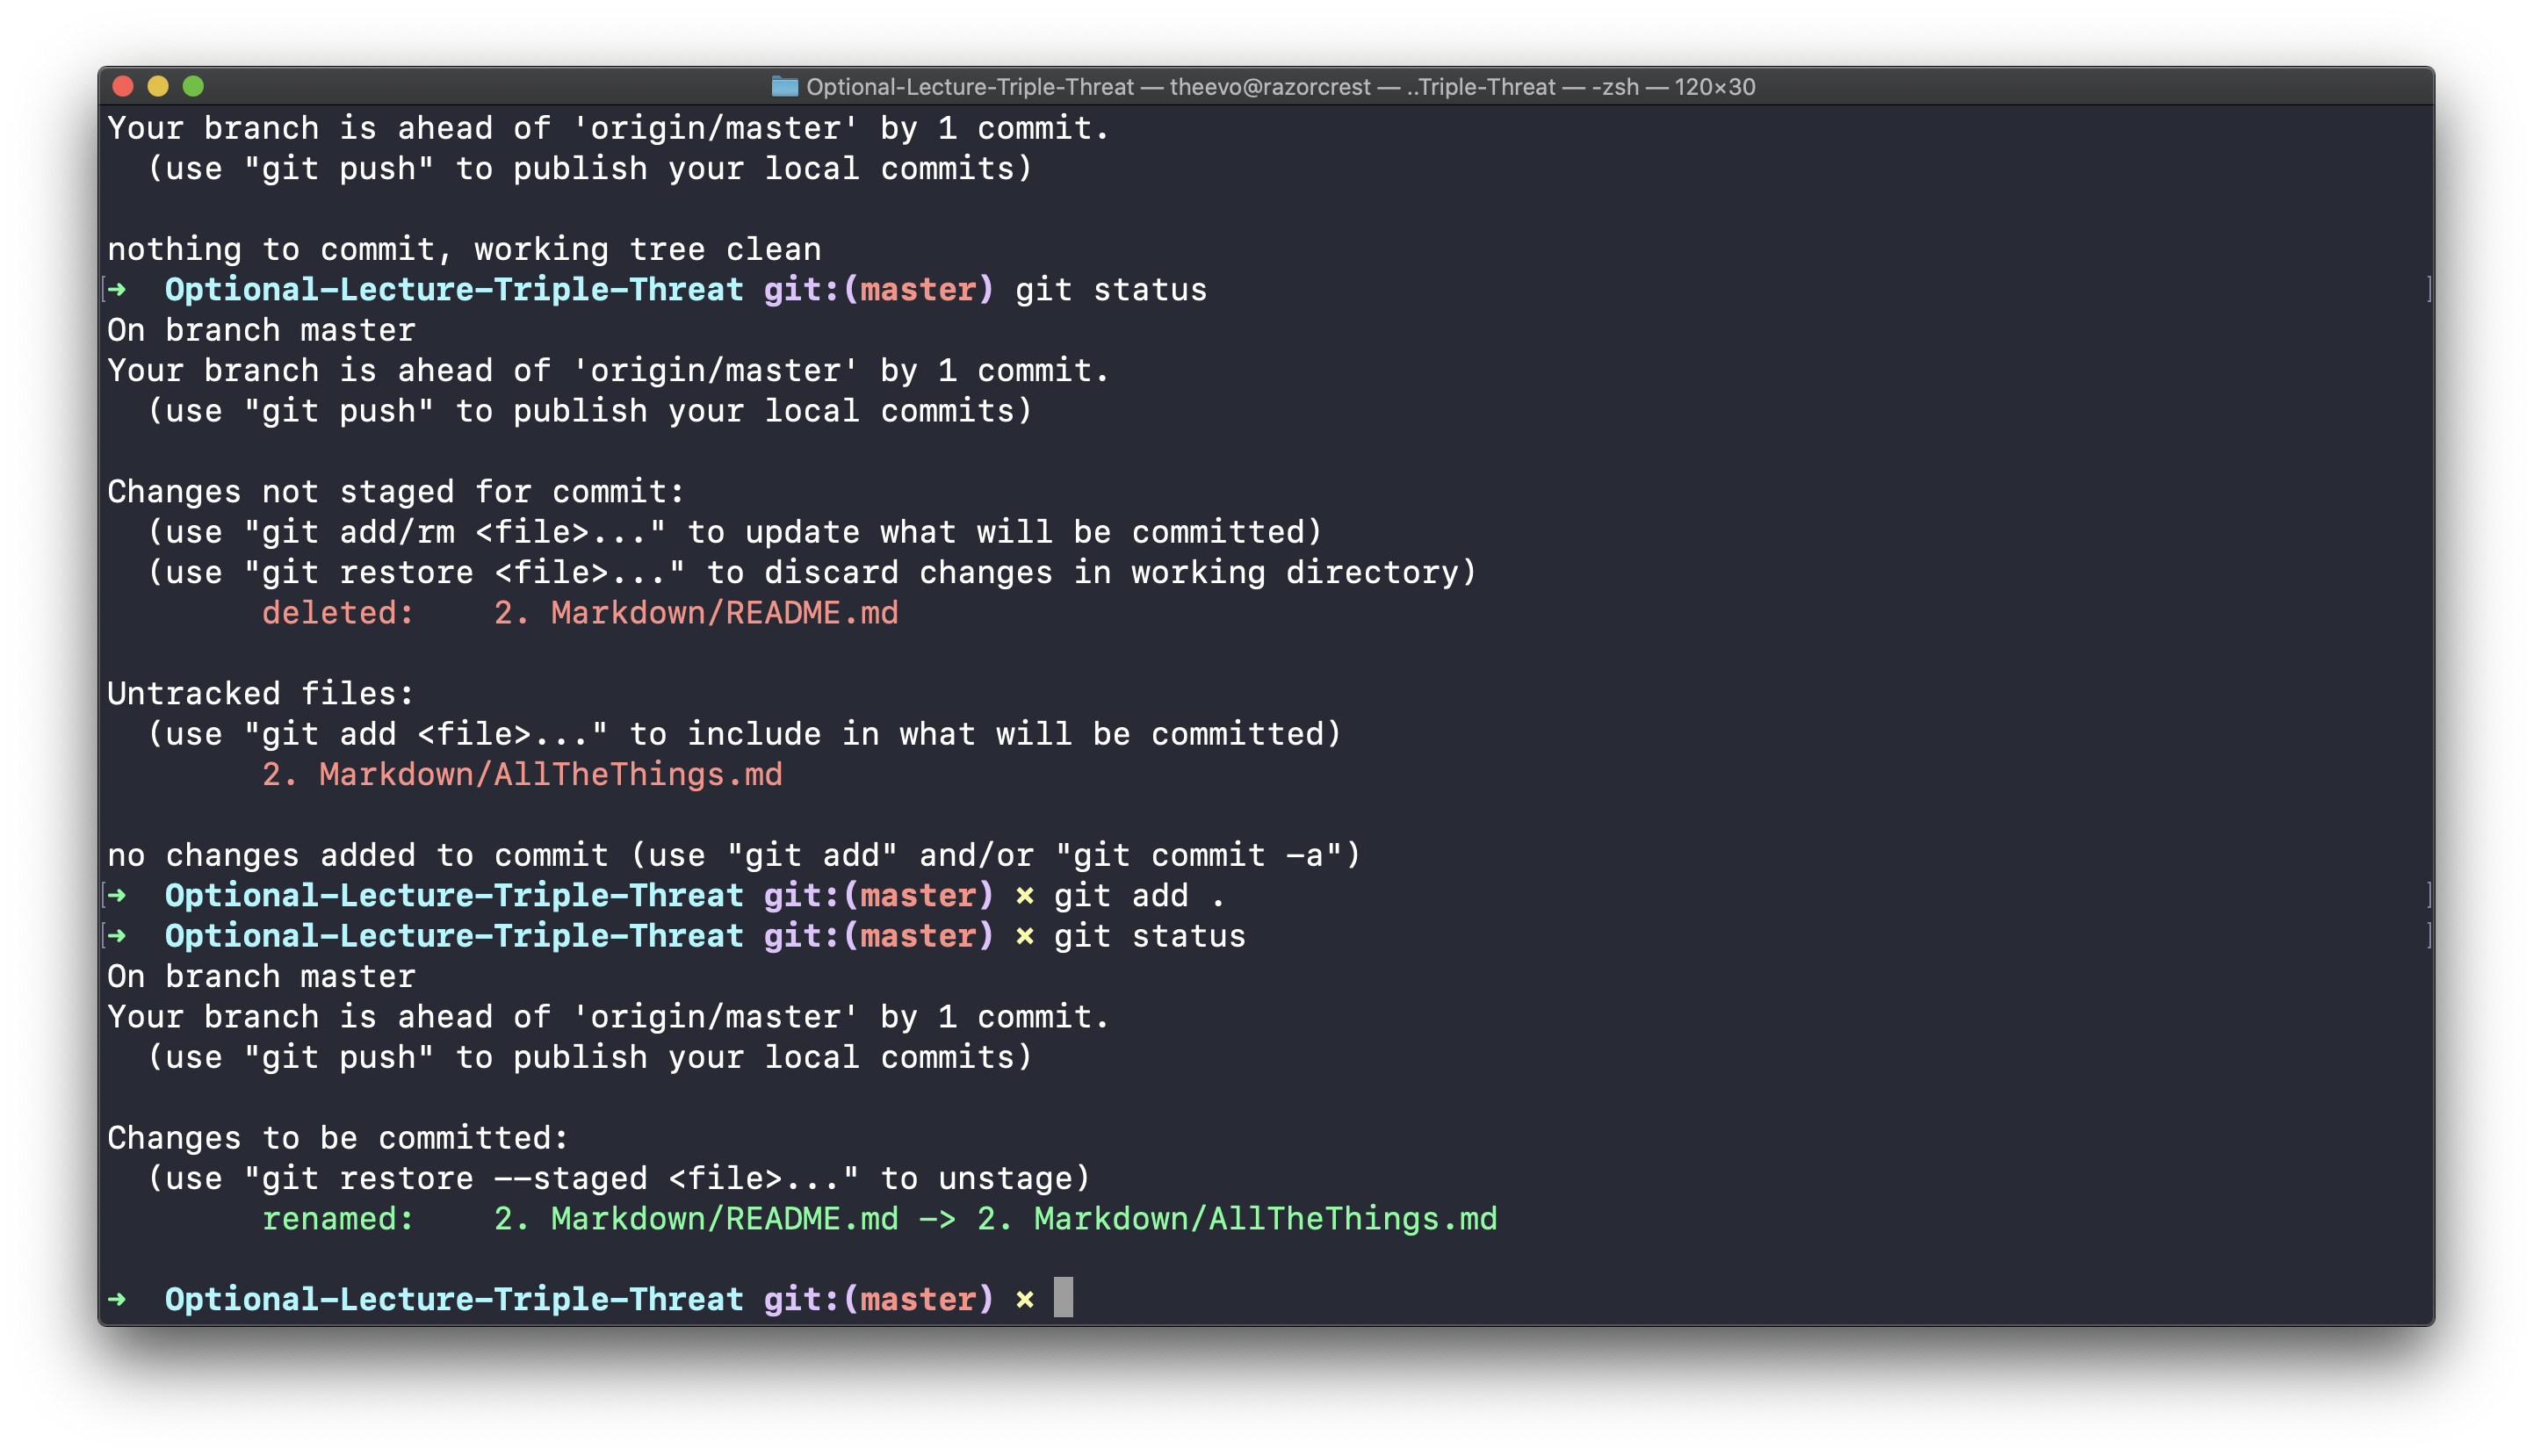 Optional-Lecture-Triple-Threat — theevo@razorcrest — ..Triple-Threat — -zsh — 120×30
Your branch is ahead of 'origin/master' by 1 commit.
  (use "git push" to publish your local commits)

nothing to commit, working tree clean
[➜  Optional-Lecture-Triple-Threat git:(master) git status ]
On branch master
Your branch is ahead of 'origin/master' by 1 commit.
  (use "git push" to publish your local commits)

Changes not staged for commit:
  (use "git add/rm <file>..." to update what will be committed)
  (use "git restore <file>..." to discard changes in working directory)
        deleted:    2. Markdown/README.md

Untracked files:
  (use "git add <file>..." to include in what will be committed)
        2. Markdown/AllTheThings.md

no changes added to commit (use "git add" and/or "git commit -a")
[➜  Optional-Lecture-Triple-Threat git:(master) ✗ git add . ]
[➜  Optional-Lecture-Triple-Threat git:(master) ✗ git status ]
On branch master
Your branch is ahead of 'origin/master' by 1 commit.
  (use "git push" to publish your local commits)

Changes to be committed:
  (use "git restore --staged <file>..." to unstage)
        renamed:    2. Markdown/README.md -> 2. Markdown/AllTheThings.md

➜  Optional-Lecture-Triple-Threat git:(master) ✗